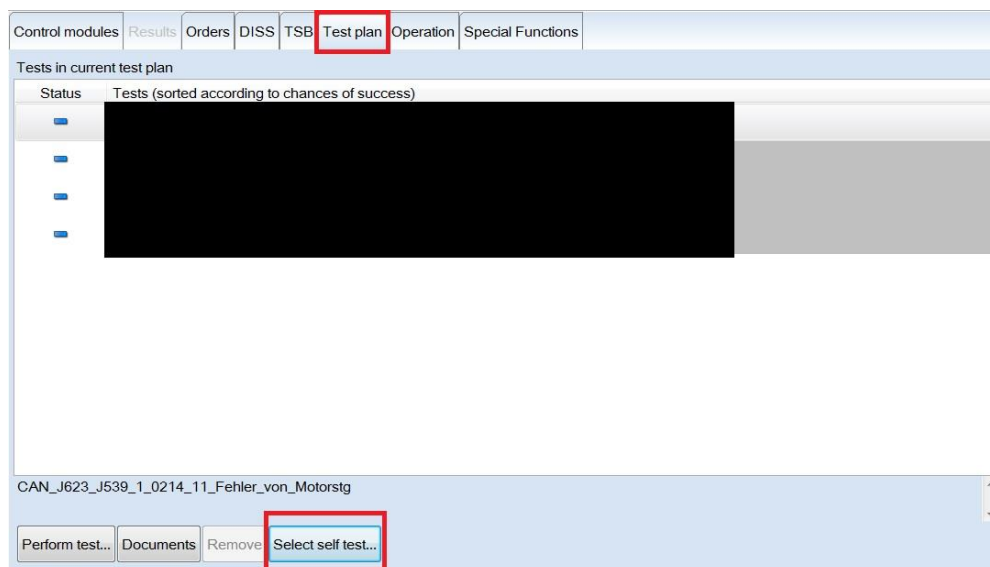 Control modules Results Orders DISS TSB Test plan Operation Special Functions
Tests in current test plan
Status Tests (sorted according to chances of success)
CAN_J623_J539_1_0214_11_Fehler_von_Motorstg
Perform test... Documents Remove Select self test...